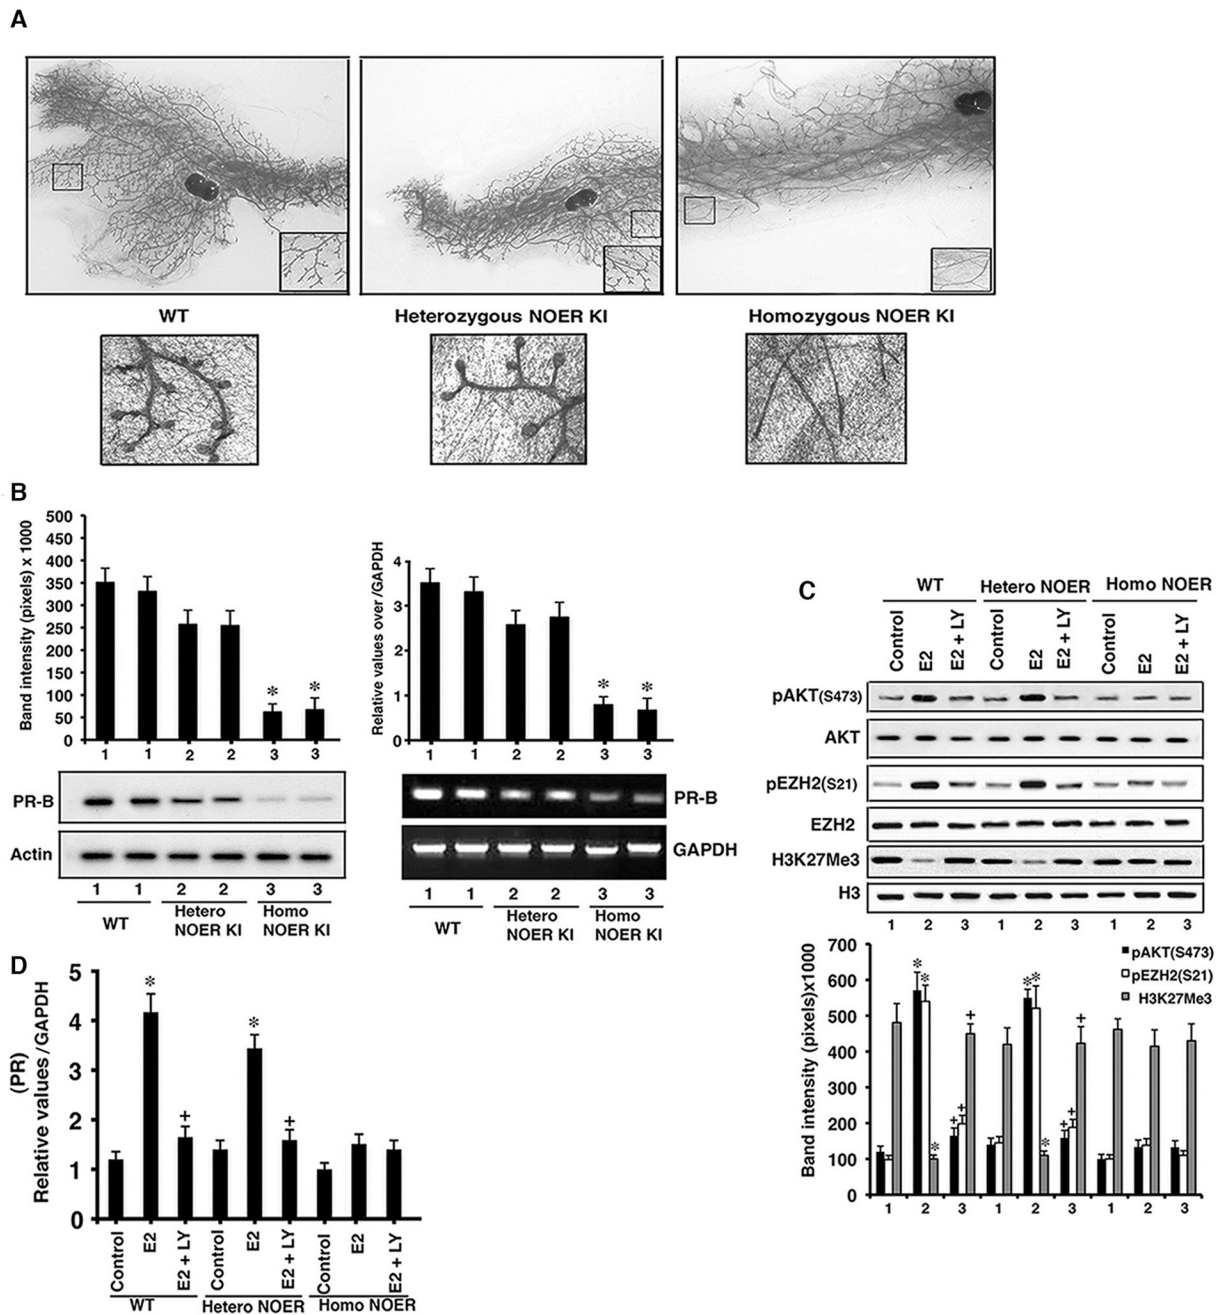 A
WT
Heterozygous NOER KI
Homozygous NOER KI
B
Band intensity (pixels) x 1000
500
450
400
350
300
250
200
150
100
50
0
* *
1 1 2 2 3 3
PR-B
Actin
1 1 2 2 3 3
WT
Hetero
NOER KI
Homo
NOER KI
Relative values over /GAPDH
4
3
2
1
0
* *
1 1 2 2 3 3
PR-B
GAPDH
1 1 2 2 3 3
WT
Hetero
NOER KI
Homo
NOER KI
C
WT
Hetero NOER
Homo NOER
Control
E2
E2 + LY
Control
E2
E2 + LY
Control
E2
E2 + LY
pAKT(S473)
AKT
pEZH2(S21)
EZH2
H3K27Me3
H3
1 2 3 1 2 3 1 2 3
Band intensity (pixels)x1000
700
600
500
400
300
200
100
0
pAKT(S473)
pEZH2(S21)
H3K27Me3
* * * + + + * * * + + +
1 2 3 1 2 3 1 2 3
D
(PR)
Relative values /GAPDH
5
4
3
2
1
0
* + * +
Control
E2
E2 + LY
Control
E2
E2 + LY
Control
E2
E2 + LY
WT
Hetero NOER
Homo NOER